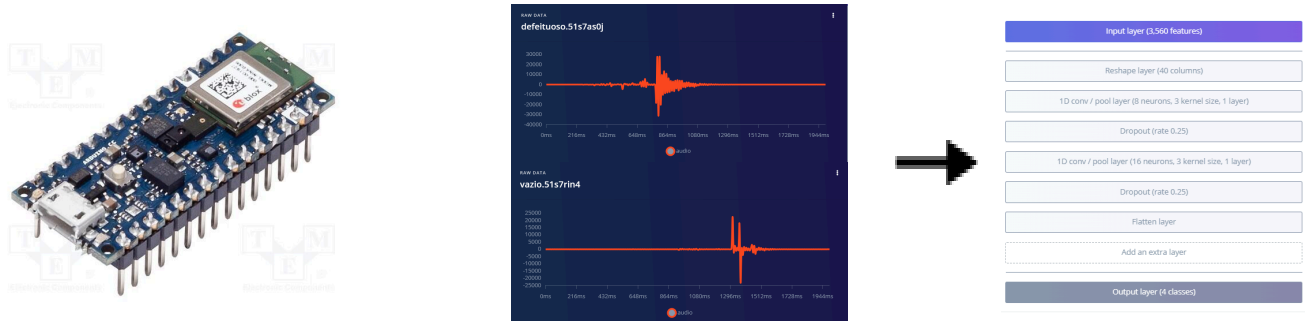 T M
E
Electronic Components
ARDUINO.CC
blox
T M
E
T M
E
RAW DATA
defeituoso.51s7as0j
30000
20000
10000
0
-10000
-20000
-30000
-40000
0ms 216ms 432ms 648ms 864ms 1080ms 1296ms 1512ms 1728ms 1944ms
audio
RAW DATA
vazio.51s7rin4
25000
20000
15000
10000
5000
0
-5000
-10000
-15000
-20000
-25000
0ms 216ms 432ms 648ms 864ms 1080ms 1296ms 1512ms 1728ms 1944ms
audio
Input layer (3,560 features)
Reshape layer (40 columns)
1D conv / pool layer (8 neurons, 3 kernel size, 1 layer)
Dropout (rate 0.25)
1D conv / pool layer (16 neurons, 3 kernel size, 1 layer)
Dropout (rate 0.25)
Flatten layer
Add an extra layer
Output layer (4 classes)